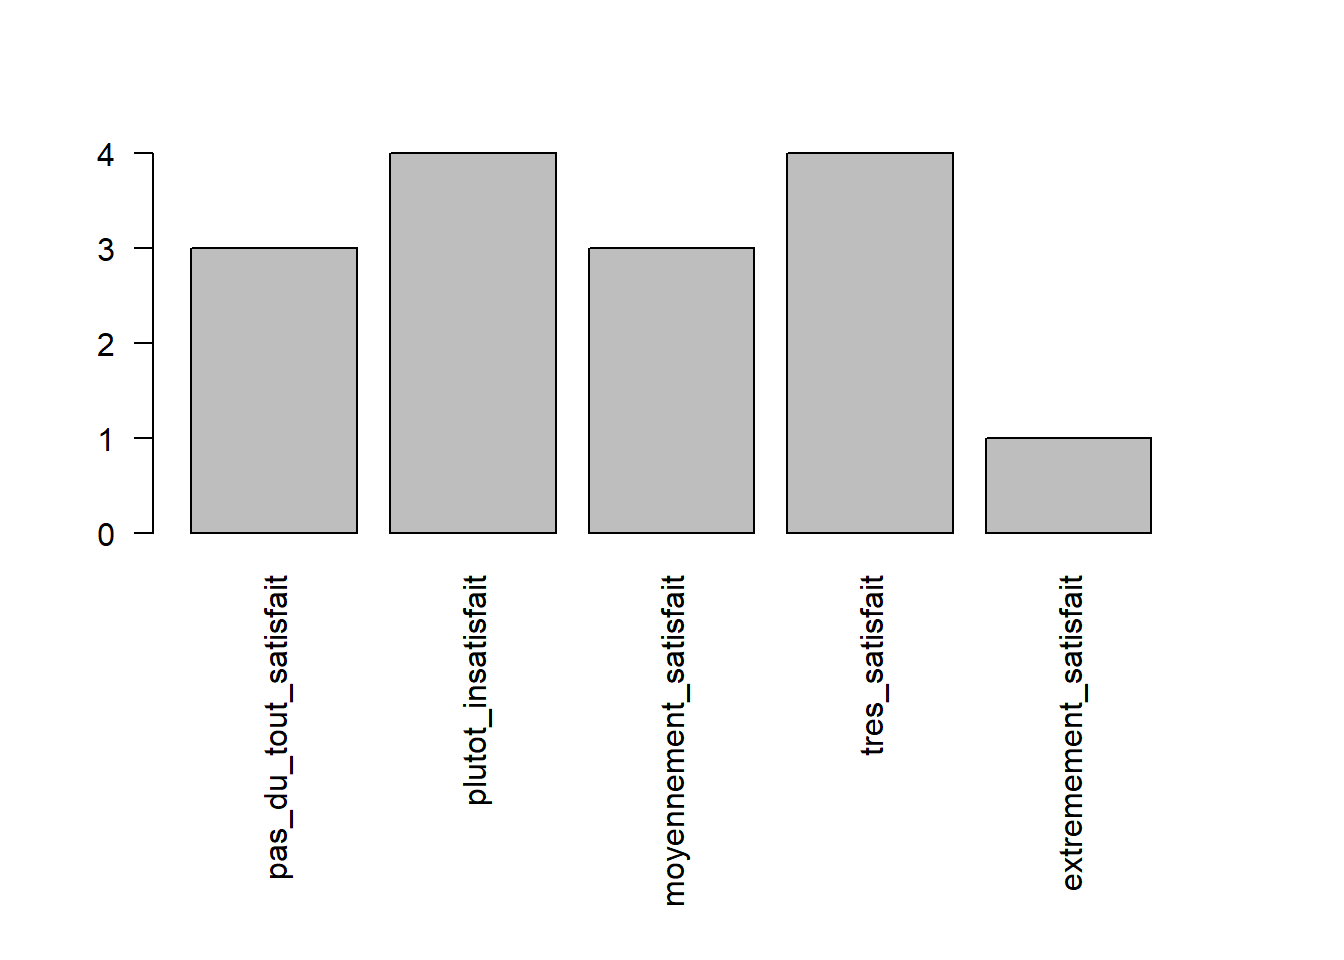 4
3
2
1
0
pas_du_tout_satisfait
plutot_insatisfait
moyennement_satisfait
tres_satisfait
extremement_satisfait